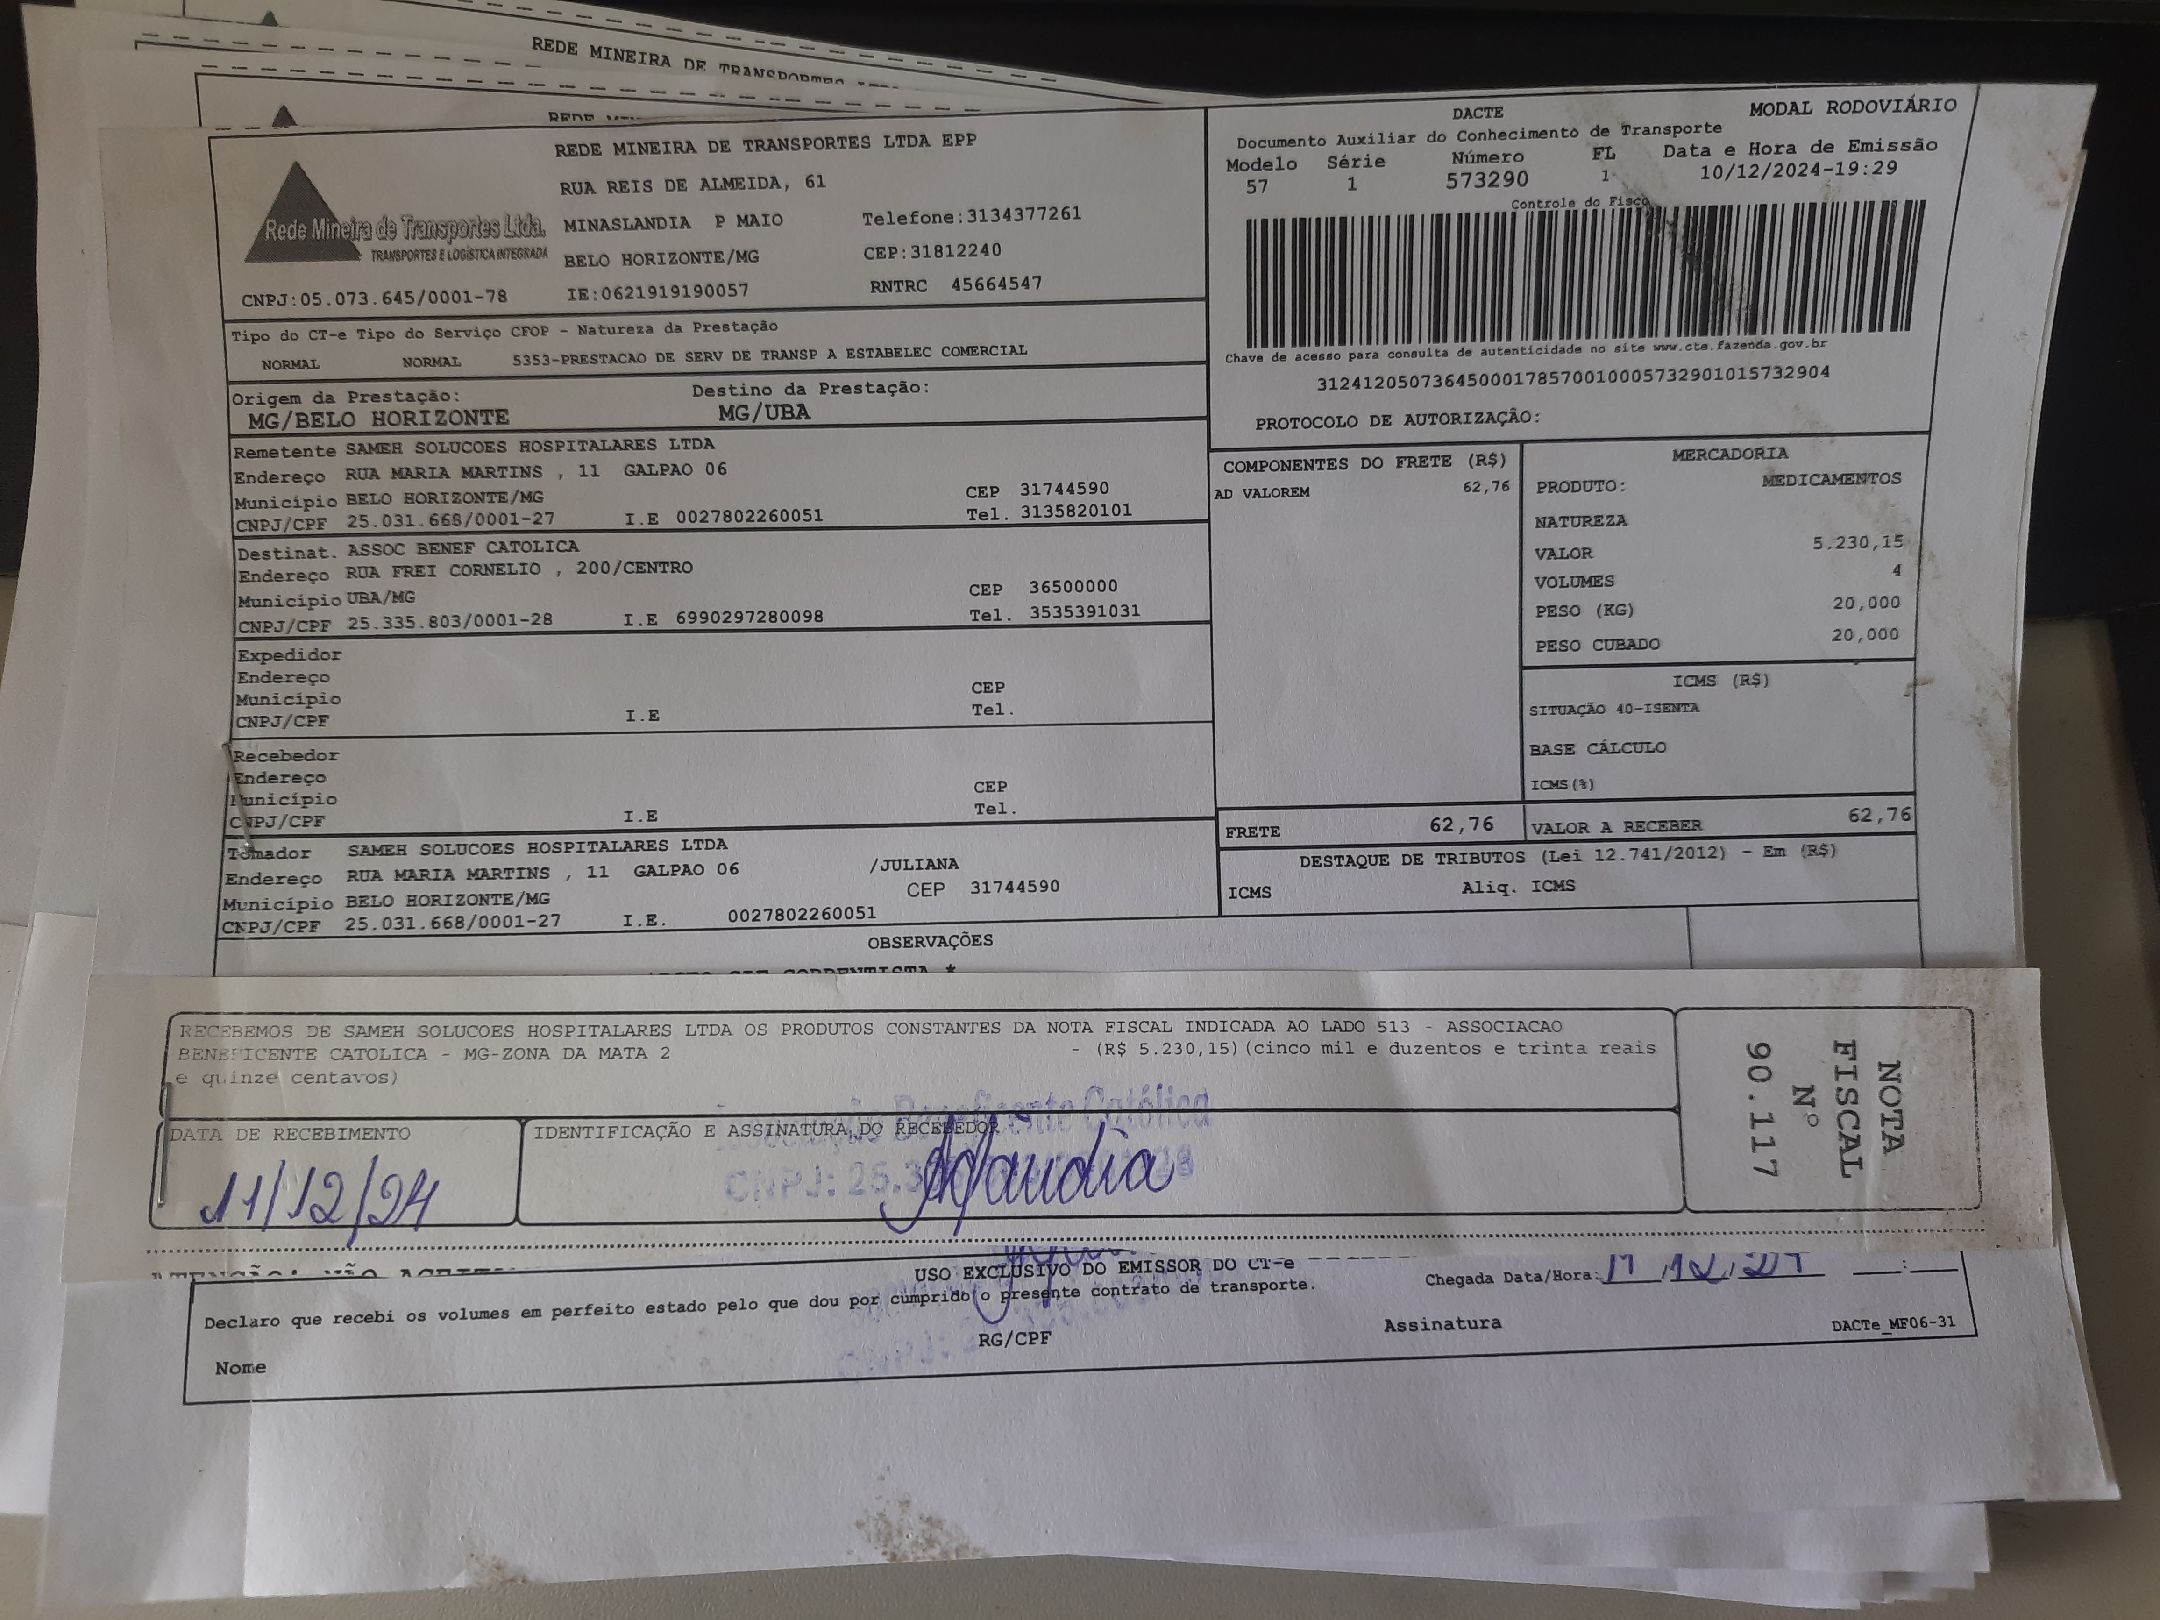 REDE MINEIRA DE TRANSPORTES
REDE MINEIRA DE TRANSPORTES LTDA EPP
RUA REIS DE ALMEIDA, 61
MINASLANDIA P MAIO Telefone:3134377261
BELO HORIZONTE/MG CEP:31812240
CNPJ:05.073.645/0001-78 IE:0621919190057 RNTRC 45664547
Rede Mineira de Transportes Ltda.
TRANSPORTES E LOGÍSTICA INTEGRADA
DACTE MODAL RODOVIÁRIO
Documento Auxiliar do Conhecimento de Transporte
Modelo Série Número FL Data e Hora de Emissão
57 1 573290 1 10/12/2024-19:29
Controle do Fisco
Chave de acesso para consulta de autenticidade no site www.cte.fazenda.gov.br
31241205073645000178570010005732901015732904
PROTOCOLO DE AUTORIZAÇÃO:
Tipo do CT-e Tipo do Serviço CFOP - Natureza da Prestação
NORMAL NORMAL 5353-PRESTACAO DE SERV DE TRANSP A ESTABELEC COMERCIAL
Origem da Prestação: Destino da Prestação:
MG/BELO HORIZONTE MG/UBA
Remetente SAMEH SOLUCOES HOSPITALARES LTDA
Endereço RUA MARIA MARTINS , 11 GALPAO 06
Município BELO HORIZONTE/MG CEP 31744590
CNPJ/CPF 25.031.668/0001-27 I.E 0027802260051 Tel. 3135820101
Destinat. ASSOC BENEF CATOLICA
Endereço RUA FREI CORNELIO , 200/CENTRO
Município UBA/MG CEP 36500000
CNPJ/CPF 25.335.803/0001-28 I.E 6990297280098 Tel. 3535391031
Expedidor
Endereço
Município CEP
CNPJ/CPF I.E Tel.
Recebedor
Endereço
Município CEP
CNPJ/CPF I.E Tel.
Tomador SAMEH SOLUCOES HOSPITALARES LTDA
Endereço RUA MARIA MARTINS , 11 GALPAO 06 /JULIANA
Município BELO HORIZONTE/MG CEP 31744590
CNPJ/CPF 25.031.668/0001-27 I.E. 0027802260051
COMPONENTES DO FRETE (R$)
AD VALOREM 62,76
MERCADORIA
PRODUTO: MEDICAMENTOS
NATUREZA
VALOR 5.230,15
VOLUMES 4
PESO (KG) 20,000
PESO CUBADO 20,000
ICMS (R$)
SITUAÇÃO 40-ISENTA
BASE CÁLCULO
ICMS(%)
FRETE 62,76 VALOR A RECEBER 62,76
DESTAQUE DE TRIBUTOS (Lei 12.741/2012) - Em (R$)
ICMS Aliq. ICMS
OBSERVAÇÕES
RECEBEMOS DE SAMEH SOLUCOES HOSPITALARES LTDA OS PRODUTOS CONSTANTES DA NOTA FISCAL INDICADA AO LADO 513 - ASSOCIACAO
BENEFICENTE CATOLICA - MG-ZONA DA MATA 2 - (R$ 5.230,15)(cinco mil e duzentos e trinta reais
e quinze centavos)
DATA DE RECEBIMENTO IDENTIFICAÇÃO E ASSINATURA DO RECEBEDOR
11/12/24
Associação Beneficente Católica
CNPJ: 25.3
NOTA
FISCAL
Nº
90.117
USO EXCLUSIVO DO EMISSOR DO CT-e
Chegada Data/Hora: 11 12 24 :
Declaro que recebi os volumes em perfeito estado pelo que dou por cumprido o presente contrato de transporte.
Nome RG/CPF Assinatura DACTe_MF06-31